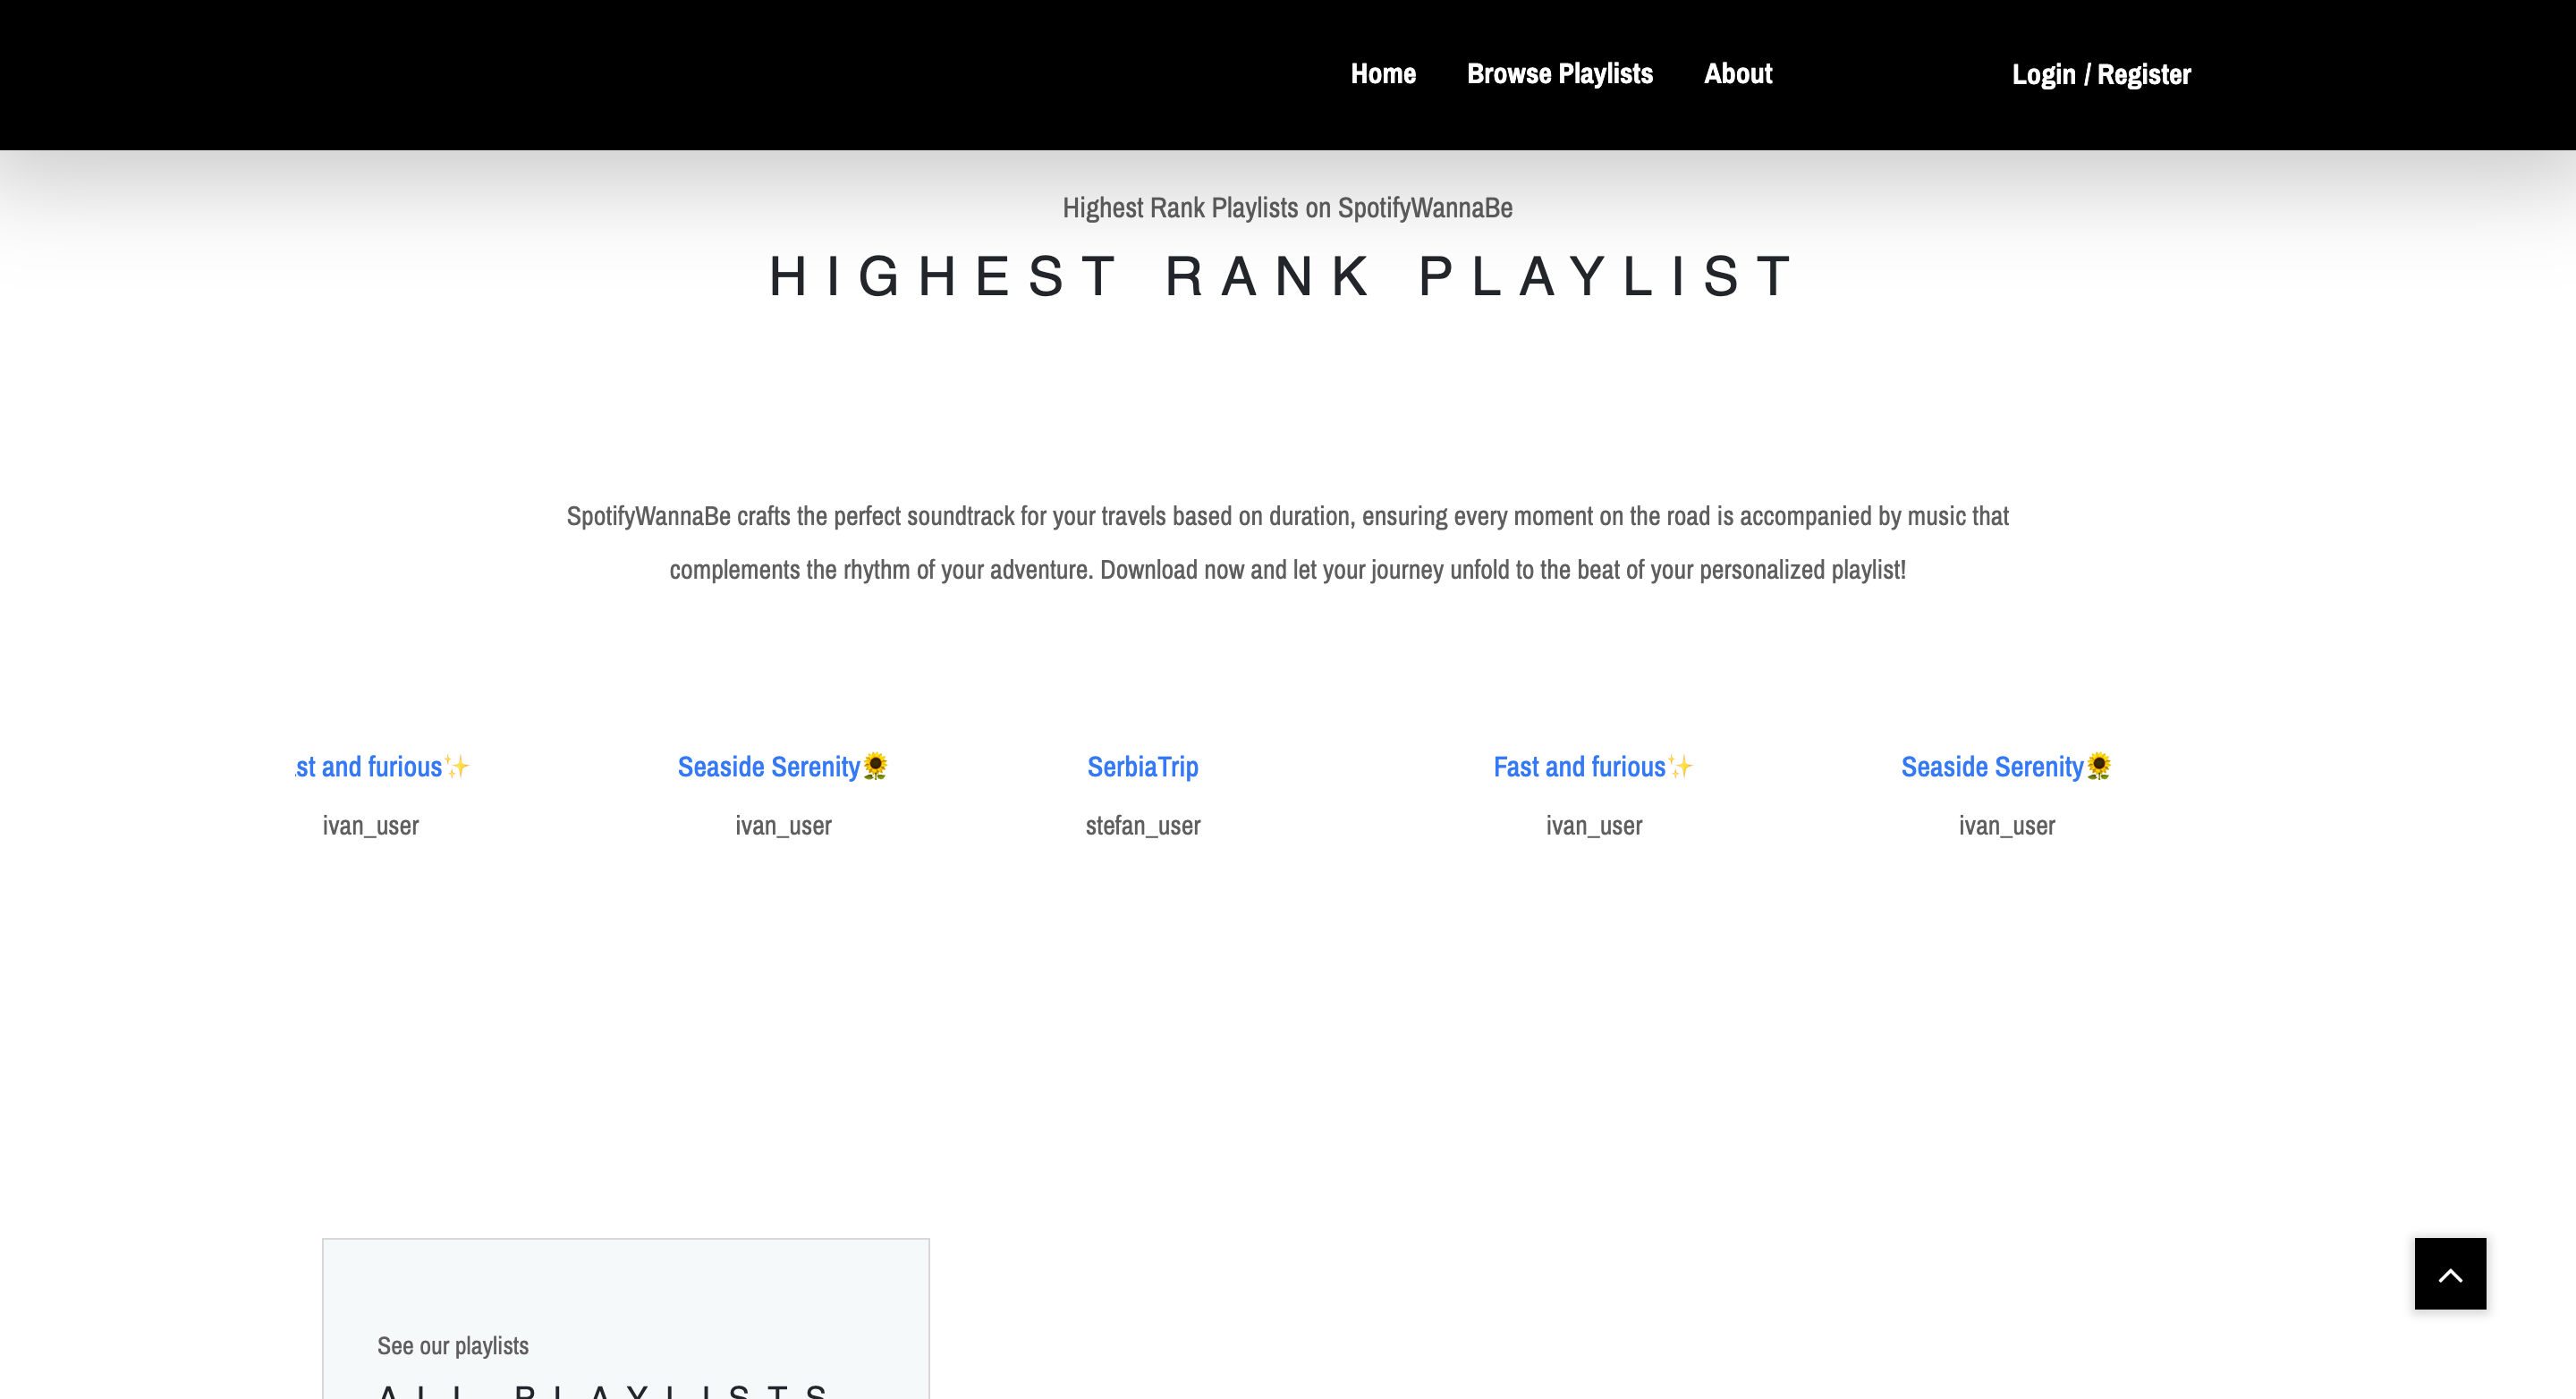 Home Browse Playlists About Login / Register
Highest Rank Playlists on SpotifyWannaBe
HIGHEST RANK PLAYLIST
SpotifyWannaBe crafts the perfect soundtrack for your travels based on duration, ensuring every moment on the road is accompanied by music that
complements the rhythm of your adventure. Download now and let your journey unfold to the beat of your personalized playlist!
st and furious✨ Seaside Serenity🌻 SerbiaTrip Fast and furious✨ Seaside Serenity🌻
ivan_user ivan_user stefan_user ivan_user ivan_user
See our playlists
ALL PLAYLISTS